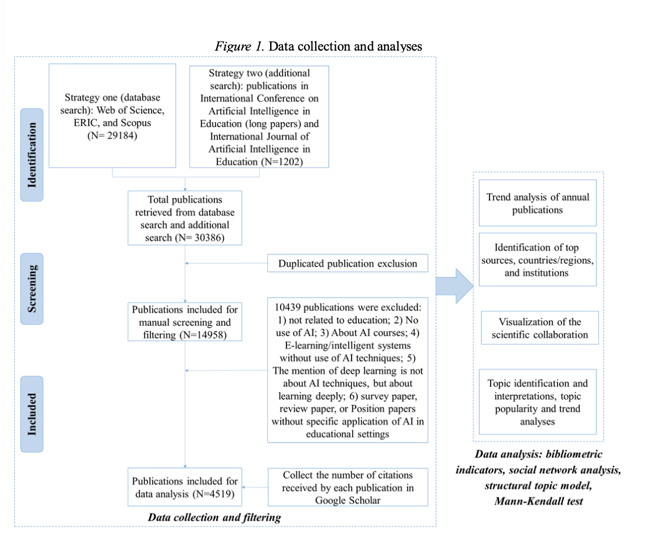 Figure 1. Data collection and analyses
Identification
Strategy one (database
search): Web of Science,
ERIC, and Scopus
(N= 29184)
Strategy two (additional
search): publications in
International Conference on
Artificial Intelligence in
Education (long papers) and
International Journal of
Artificial Intelligence in
Education (N=1202)
Total publications
retrieved from database
search and additional
search (N= 30386)
Screening
Duplicated publication exclusion
Publications included for
manual screening and
filtering (N=14958)
10439 publications were excluded:
1) not related to education; 2) No
use of AI; 3) About AI courses; 4)
E-learning/intelligent systems
without use of AI techniques; 5)
The mention of deep learning is not
about AI techniques, but about
learning deeply; 6) survey paper,
review paper, or Position papers
without specific application of AI in
educational settings
Included
Publications included for
data analysis (N=4519)
Collect the number of citations
received by each publication in
Google Scholar
Data collection and filtering
Trend analysis of annual
publications
Identification of top
sources, countries/regions,
and institutions
Visualization of the
scientific collaboration
Topic identification and
interpretations, topic
popularity and trend
analyses
Data analysis: bibliometric
indicators, social network analysis,
structural topic model,
Mann-Kendall test